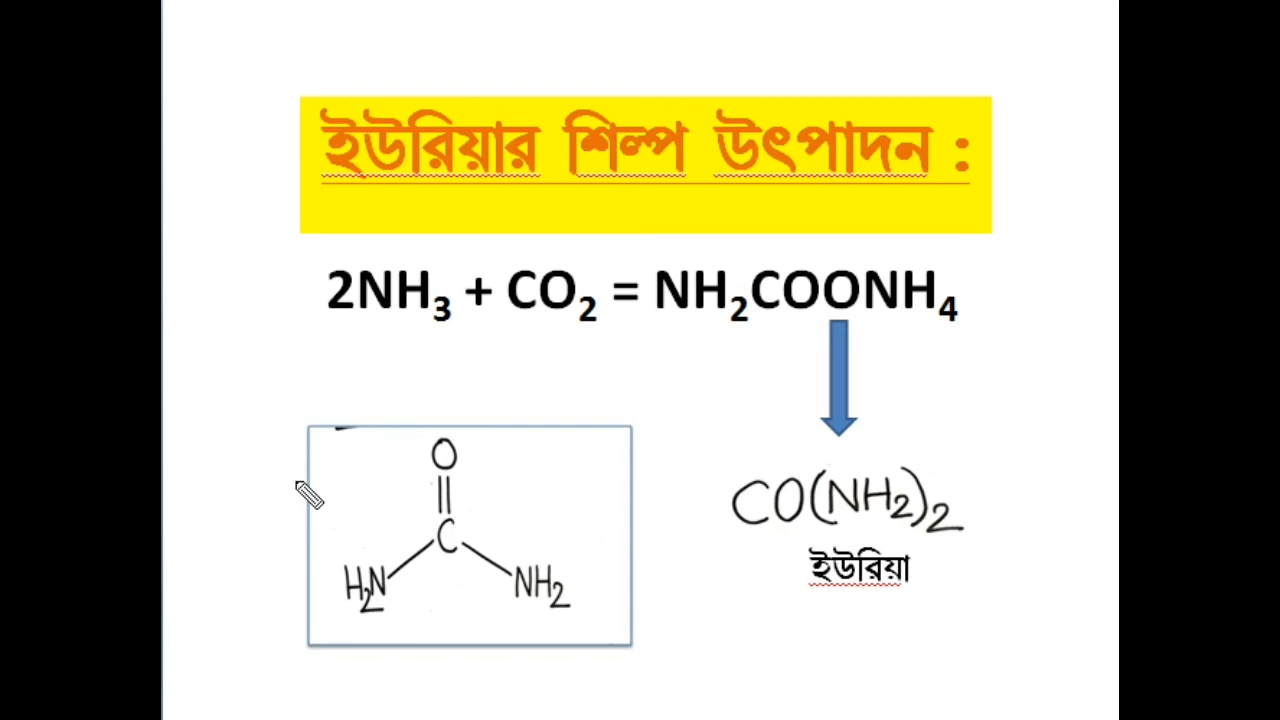 ইউরিয়ার শিল্প উৎপাদন :
2NH₃ + CO₂ = NH₂COONH₄
O
C
H₂N NH₂
CO(NH₂)₂
ইউরিয়া